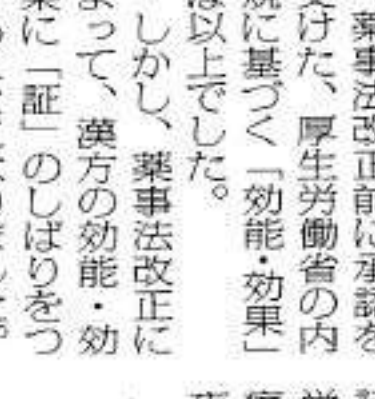 薬事法改正前に承認を
受けた、厚生労働省の内
規に基づく「効能・効果」
は以上でした。
しかし、薬事法改正に
よって、漢方の効能・効
果に「証」のしばりをつ